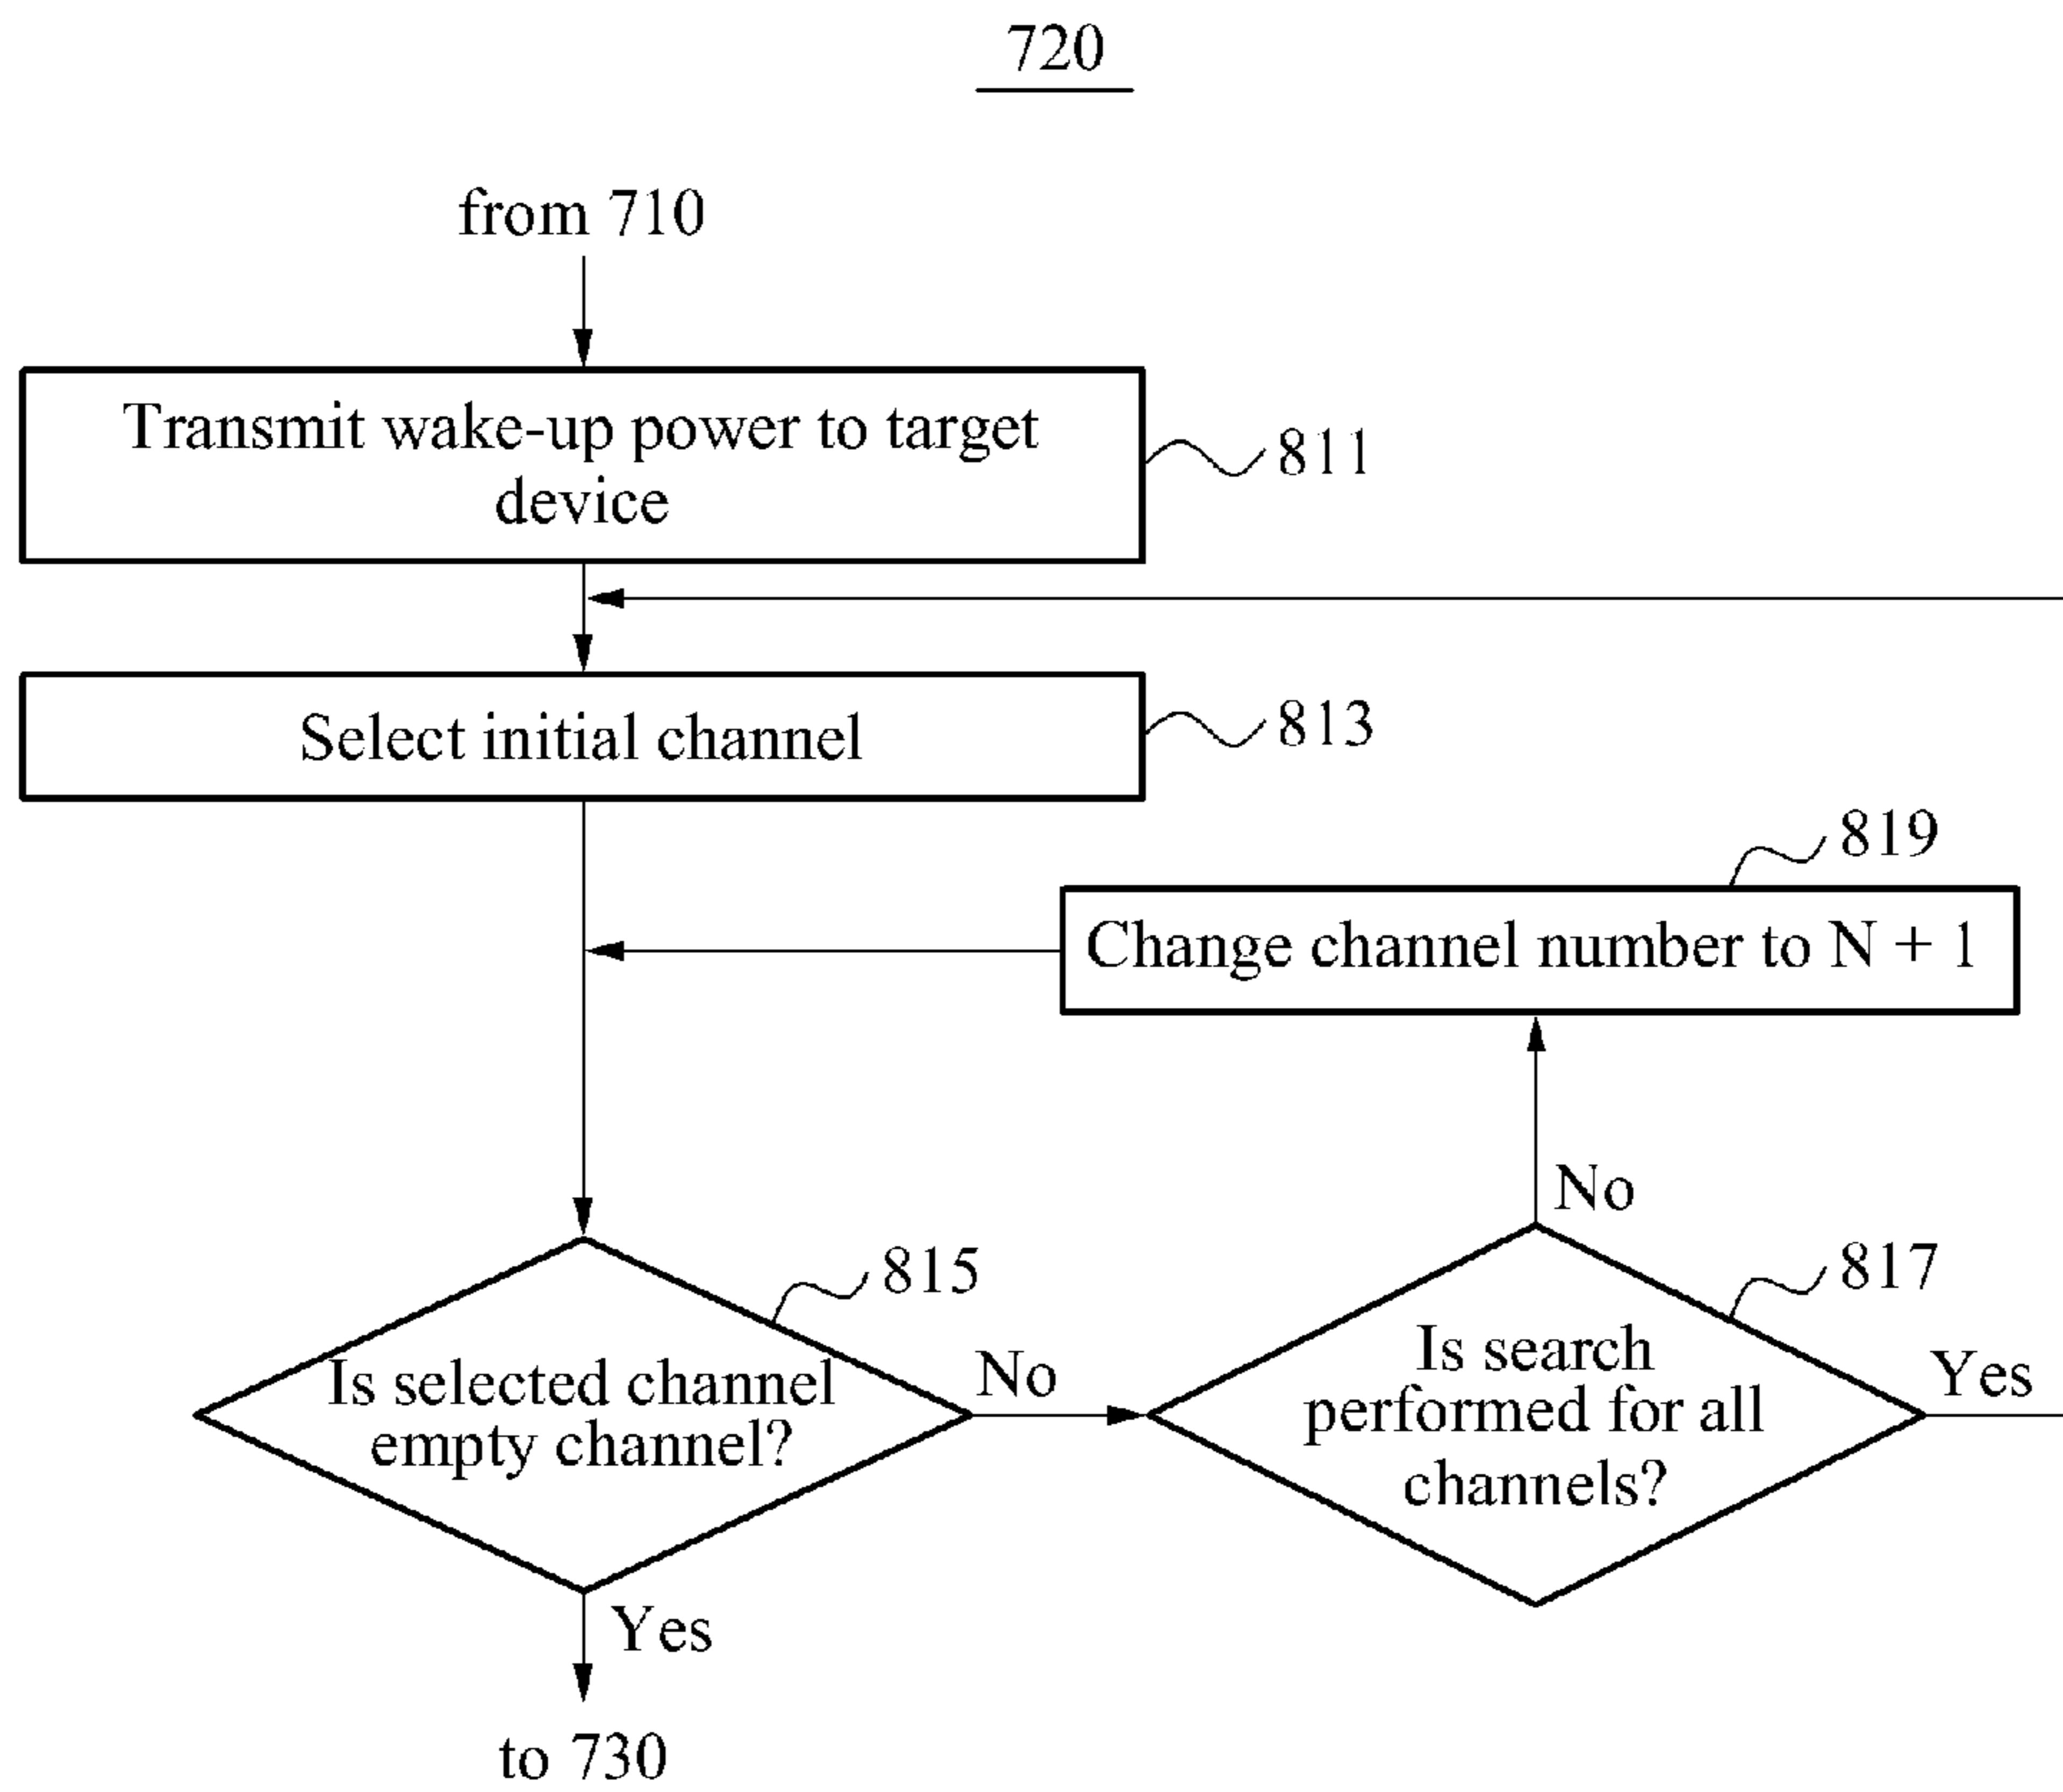 720
from 710
Transmit wake-up power to target
device
811
Select initial channel
813
819
Change channel number to N + 1
No
815
817
Is selected channel
empty channel?
No
Is search
performed for all
channels?
Yes
Yes
to 730